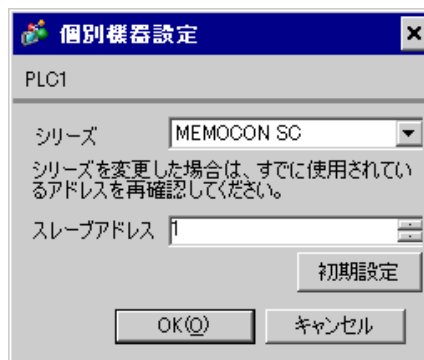 個別機器設定
PLC1
シリーズ MEMOCON SC
シリーズを変更した場合は、すでに使用されてい
るアドレスを再確認してください。
スレーブアドレス 1
初期設定
OK(O) キャンセル